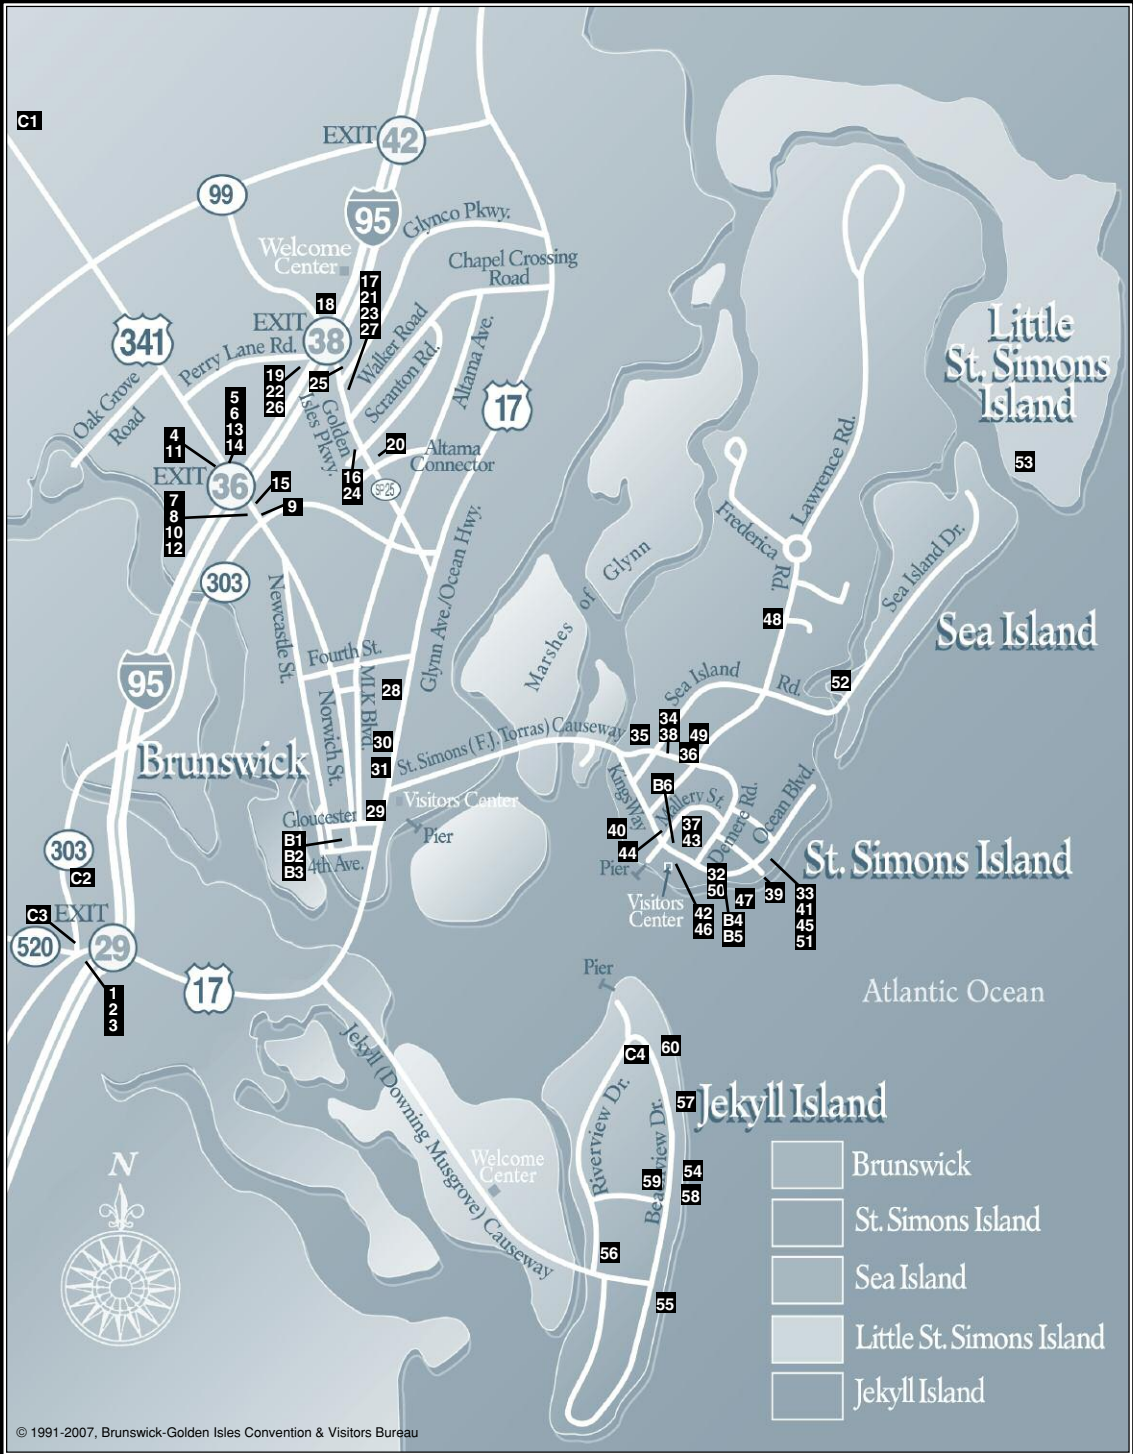 C1
EXIT 42
99
95
Glynco Pkwy.
Welcome
Center
Chapel Crossing
Road
17
21
23
27
18
EXIT
38
341
Perry Lane Rd.
Walker Road
Scranton Rd.
Altama Ave.
17
Oak Grove
Road
19
22
26
25
Golden
Isles Pkwy.
5
6
13
14
4
11
20
Altama
Connector
EXIT 36
16
24
SP 25
15
9
7
8
10
12
303
Newcastle St.
Glynn Ave./Ocean Hwy.
Fourth St.
MLK Blvd.
Norwich St.
28
95
Brunswick
30
31
St. Simons (F.J. Torras) Causeway
Visitors Center
29
Pier
Gloucester
B1
B2
B3
4th Ave.
303
C2
C3
EXIT
520
29
17
1
2
3
Marshes of Glynn
Little
St. Simons
Island
53
Lawrence Rd.
Frederica
Rd.
Sea Island Dr.
Sea Island
48
Sea Island Rd.
52
35
34
38
49
36
KingsWay
B6
Mallery St.
Demere Rd.
Ocean Blvd.
37
43
40
44
Pier
Visitors
Center
St. Simons Island
32
50
47
39
33
41
45
51
42
46
B4
B5
Atlantic Ocean
Pier
C4
60
57
Jekyll Island
Riverview Dr.
Beachview Dr.
54
59
58
56
55
Jekyll (Downing Musgrove) Causeway
Welcome
Center
N
Brunswick
St. Simons Island
Sea Island
Little St. Simons Island
Jekyll Island
© 1991-2007, Brunswick-Golden Isles Convention & Visitors Bureau